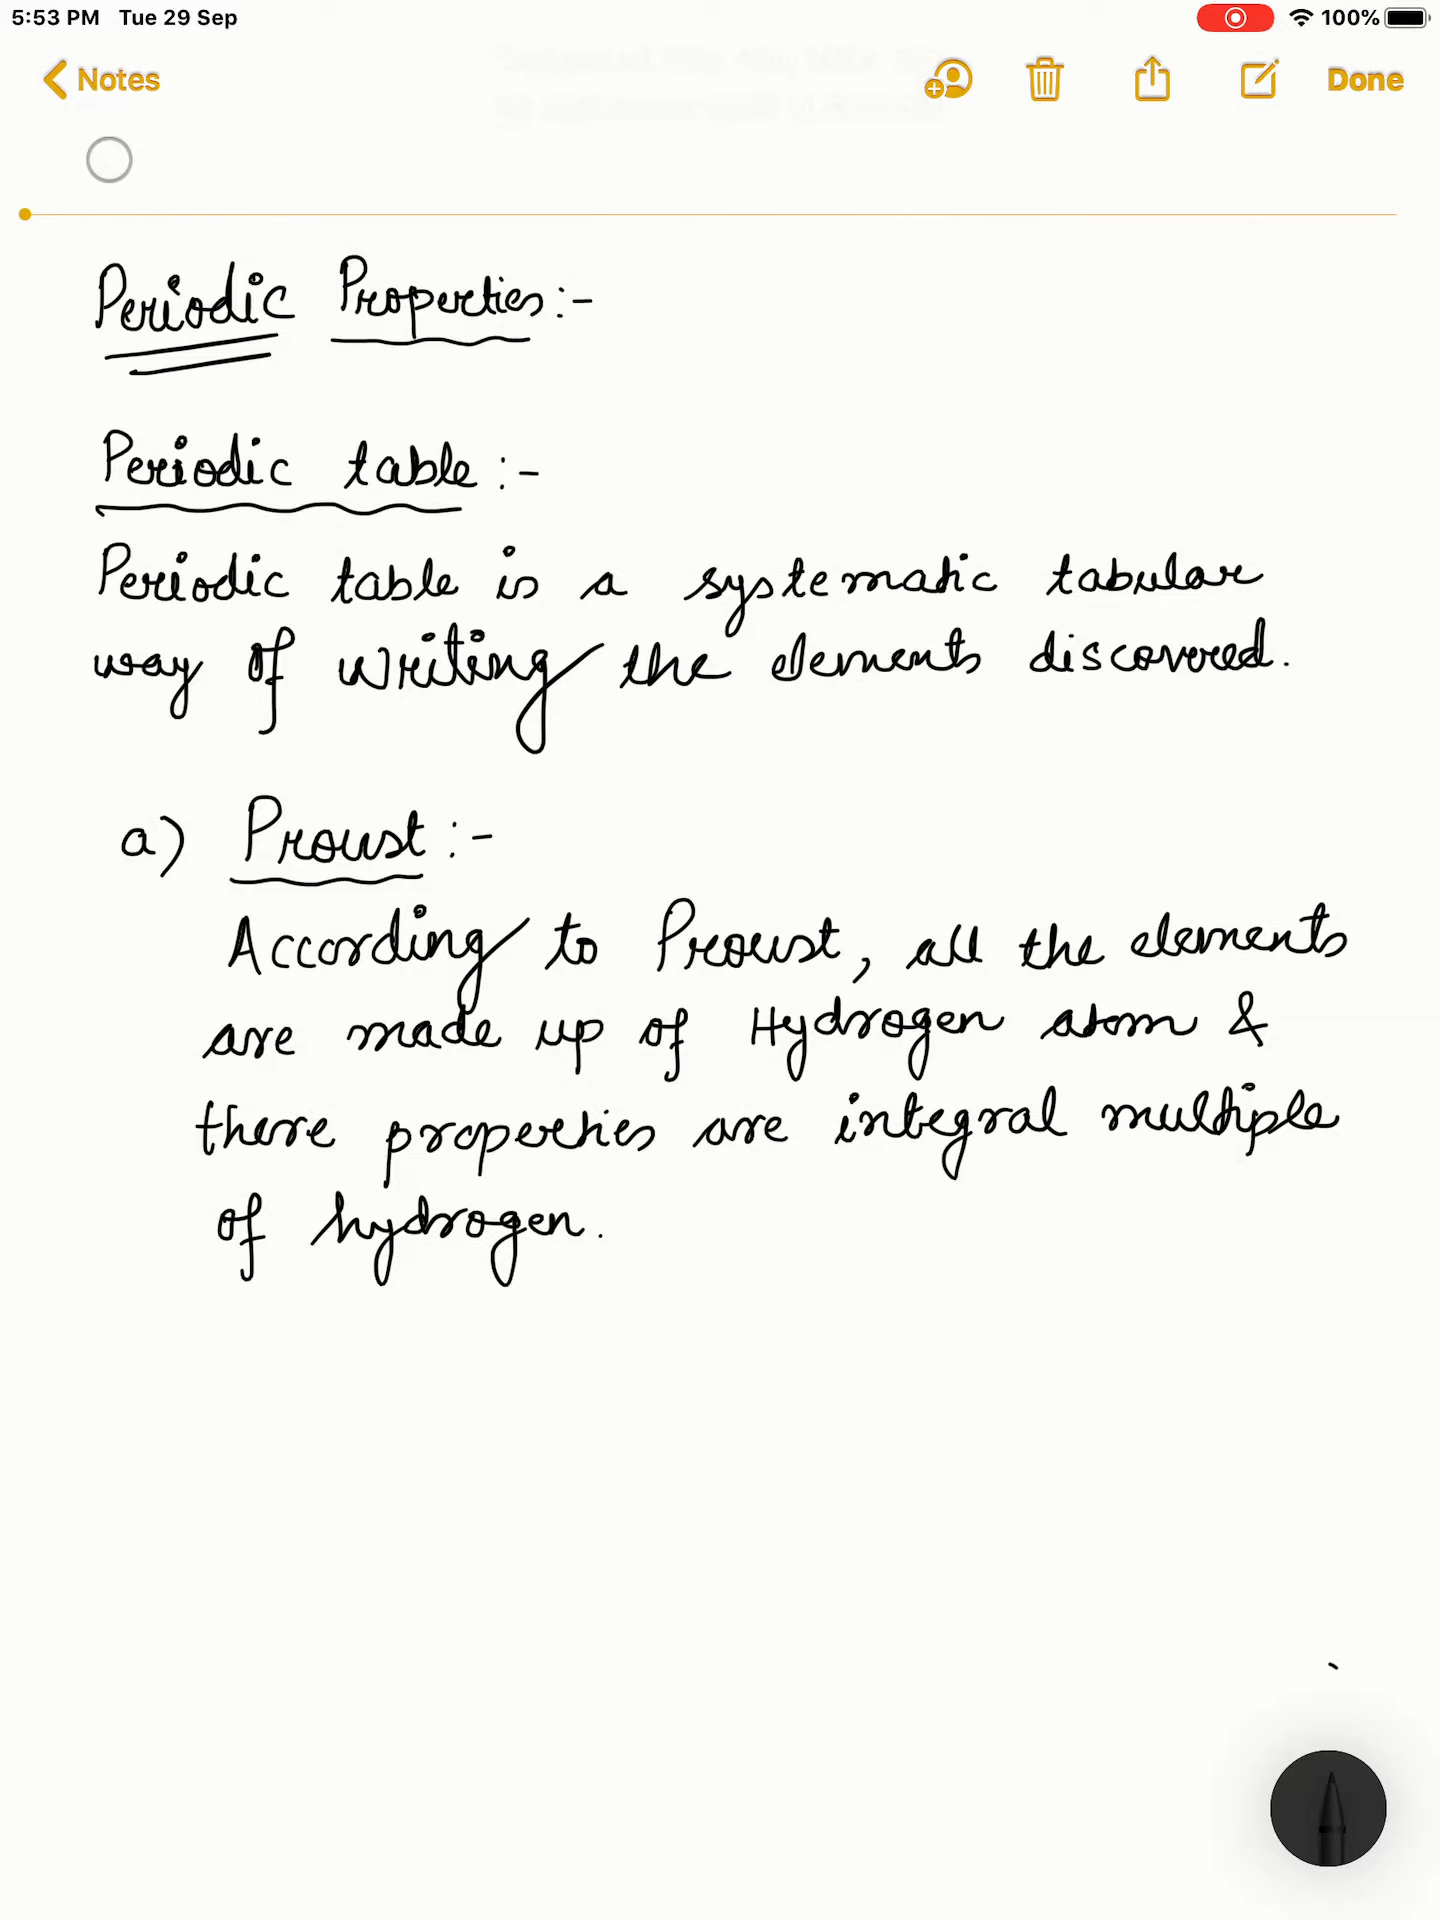 5:53 PM Tue 29 Sep 100%
Notes Done
Periodic Properties:-
Periodic table :-
Periodic table is a systematic tabular
way of writing the elements discovered.
a) Proust :-
According to Proust, all the elements
are made up of Hydrogen atom &
there properties are integral multiple
of hydrogen.